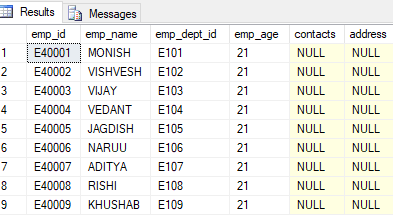 Results Messages
emp_id emp_name emp_dept_id emp_age contacts address
1 E40001 MONISH E101 21 NULL NULL
2 E40002 VISHVESH E102 21 NULL NULL
3 E40003 VIJAY E103 21 NULL NULL
4 E40004 VEDANT E104 21 NULL NULL
5 E40005 JAGDISH E105 21 NULL NULL
6 E40006 NARUU E106 21 NULL NULL
7 E40007 ADITYA E107 21 NULL NULL
8 E40008 RISHI E108 21 NULL NULL
9 E40009 KHUSHAB E109 21 NULL NULL